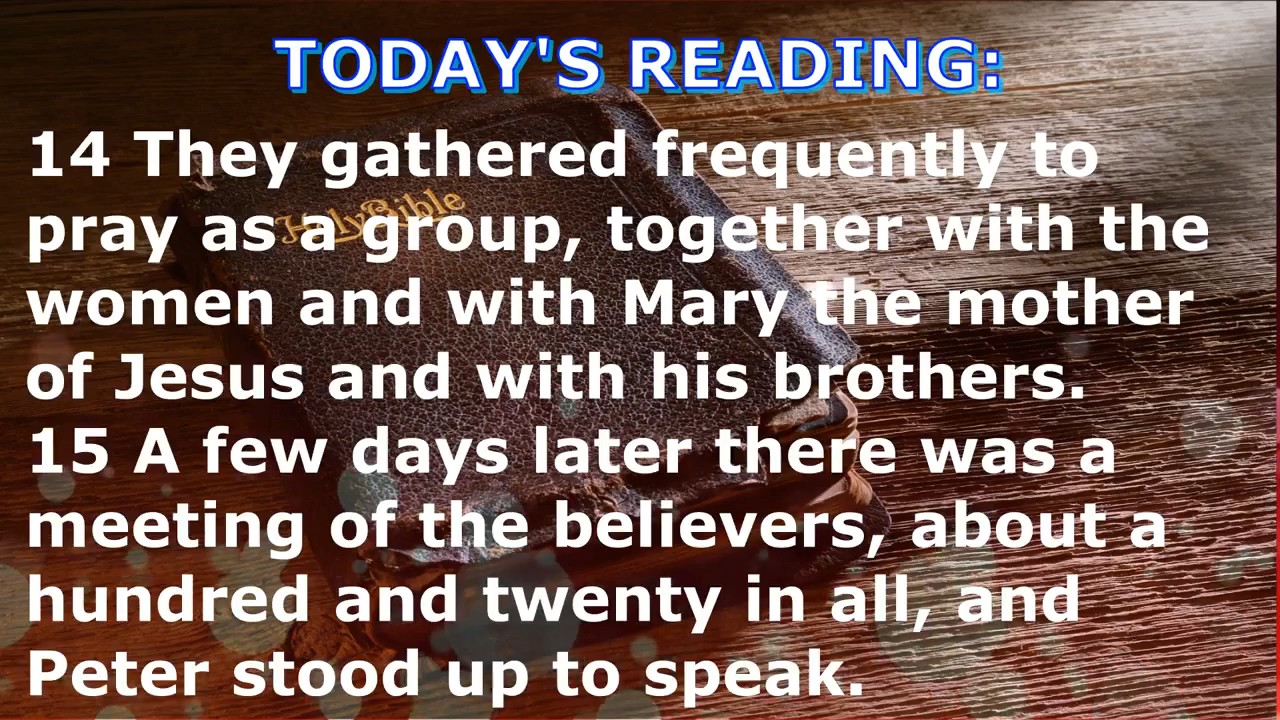 TODAY'S READING:
14 They gathered frequently to
pray as a group, together with the
women and with Mary the mother
of Jesus and with his brothers.
15 A few days later there was a
meeting of the believers, about a
hundred and twenty in all, and
Peter stood up to speak.
Holy Bible